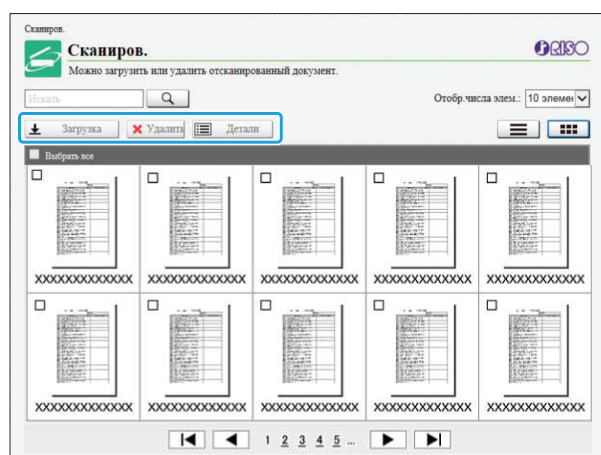 Сканиров.
Сканиров.
RISO
Можно загрузить или удалить отсканированный документ.
Искать
Отобр.числа элем.: 10 элемен
Загрузка Удалить Детали
Выбрать все
XXXXXXXXXXXXX XXXXXXXXXXXXX XXXXXXXXXXXXX XXXXXXXXXXXXX XXXXXXXXXXXXX
XXXXXXXXXXXXX XXXXXXXXXXXXX XXXXXXXXXXXXX XXXXXXXXXXXXX XXXXXXXXXXXXX
1 2 3 4 5 ...